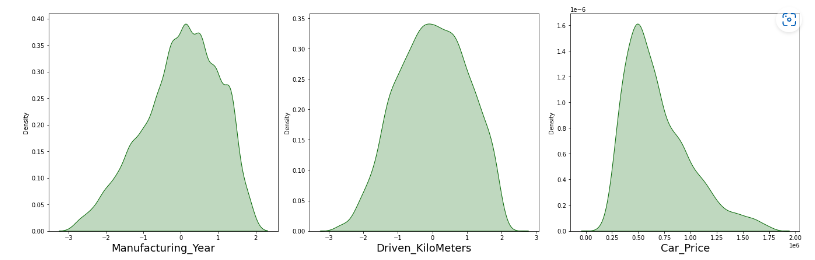 1e−6
0.40
0.35
0.30
0.25
0.20
0.15
0.10
0.05
0.00
Density
−3 −2 −1 0 1 2
Manufacturing_Year
0.35
0.30
0.25
0.20
0.15
0.10
0.05
0.00
Density
−3 −2 −1 0 1 2 3
Driven_KiloMeters
1.6
1.4
1.2
1.0
0.8
0.6
0.4
0.2
0.0
Density
0.00 0.25 0.50 0.75 1.00 1.25 1.50 1.75 2.00
1e6
Car_Price